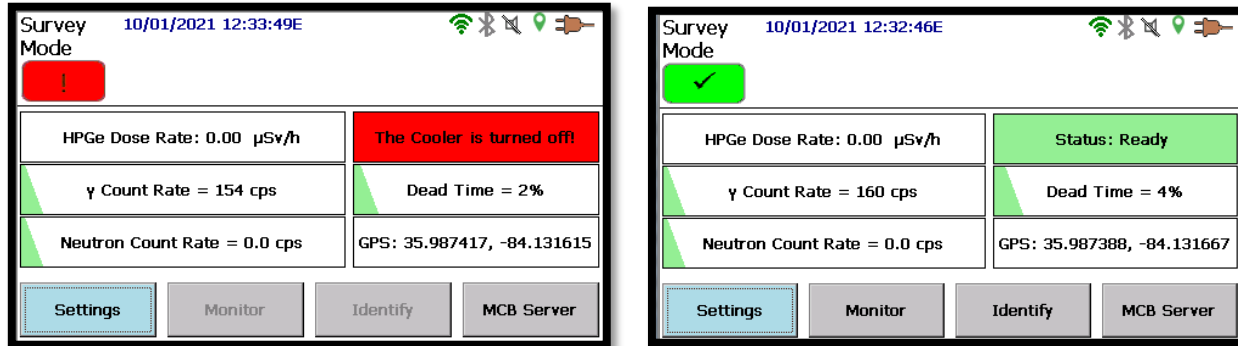 Survey Mode 10/01/2021 12:33:49E
!
HPGe Dose Rate: 0.00 µSv/h
The Cooler is turned off!
γ Count Rate = 154 cps
Dead Time = 2%
Neutron Count Rate = 0.0 cps
GPS: 35.987417, -84.131615
Settings
Monitor
Identify
MCB Server
Survey Mode 10/01/2021 12:32:46E
HPGe Dose Rate: 0.00 µSv/h
Status: Ready
γ Count Rate = 160 cps
Dead Time = 4%
Neutron Count Rate = 0.0 cps
GPS: 35.987388, -84.131667
Settings
Monitor
Identify
MCB Server